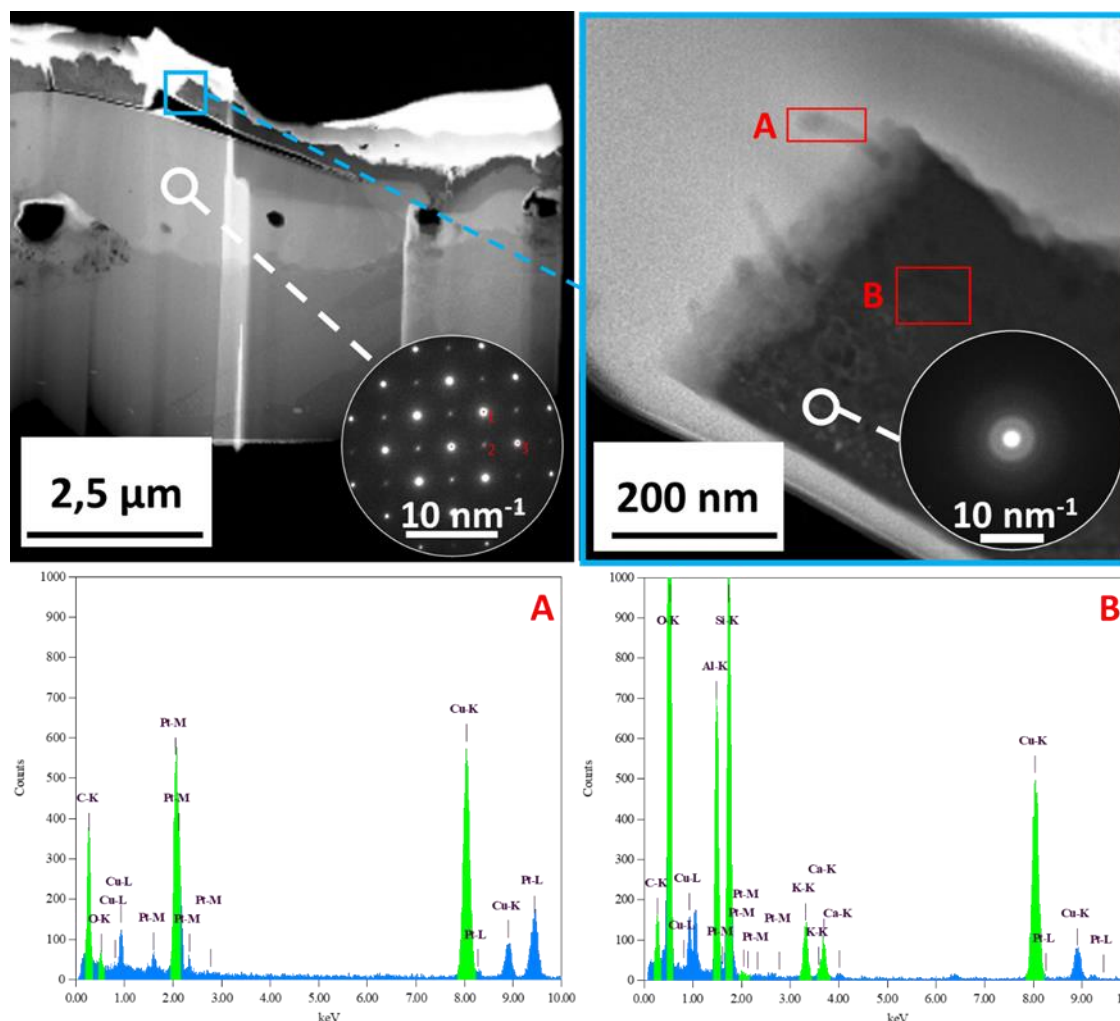 A
B
1
2
3
2,5 µm
10 nm⁻¹
200 nm
10 nm⁻¹
A
1000
900
800
700
600
500
400
300
200
100
0
Counts
C-K
O-K
Cu-L
Cu-L
Pt-M
Pt-M
Pt-M
Pt-M
Pt-M
Cu-K
Pt-L
Cu-K
Pt-L
0.00 1.00 2.00 3.00 4.00 5.00 6.00 7.00 8.00 9.00 10.00
keV
B
1000
900
800
700
600
500
400
300
200
100
0
Counts
O-K
Si-K
Al-K
C-K
Cu-L
Cu-L
Pt-M
Pt-M
Pt-M
Pt-M
Pt-M
K-K
K-K
Ca-K
Ca-K
Cu-K
Pt-L
Cu-K
Pt-L
0.00 1.00 2.00 3.00 4.00 5.00 6.00 7.00 8.00 9.00
keV